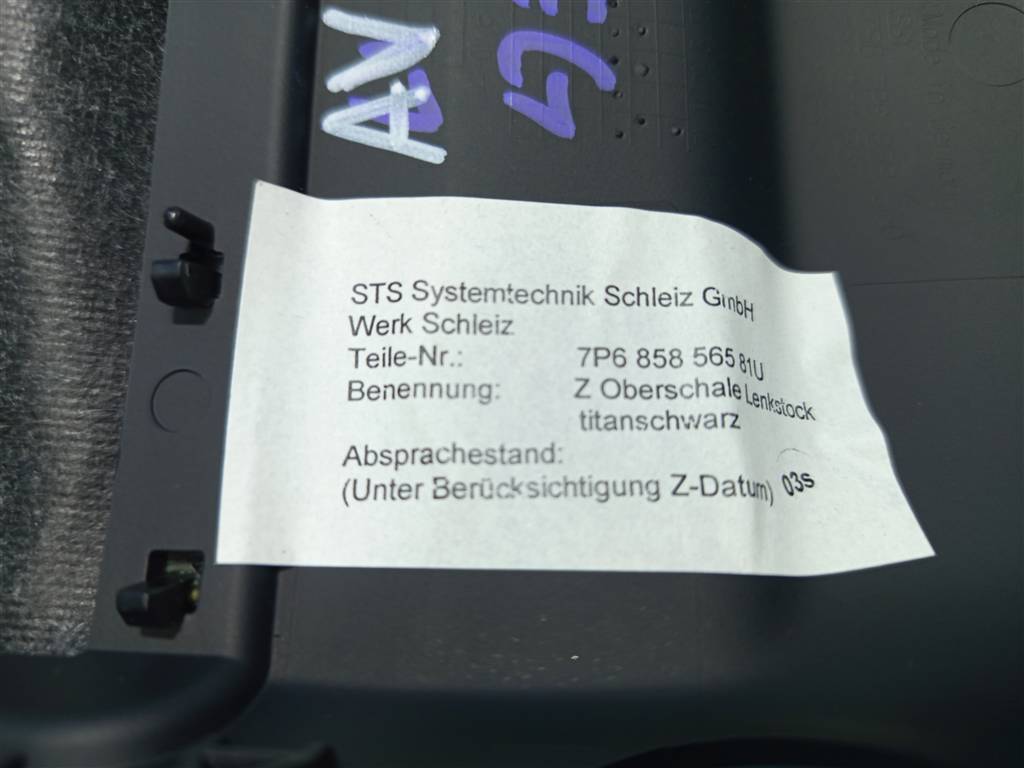 AV
STS Systemtechnik Schleiz GmbH
Werk Schleiz
Teile-Nr.: 7P6 858 565 81U
Benennung: Z Oberschale Lenkstock
titanschwarz
Absprachestand:
(Unter Berücksichtigung Z-Datum) 03s